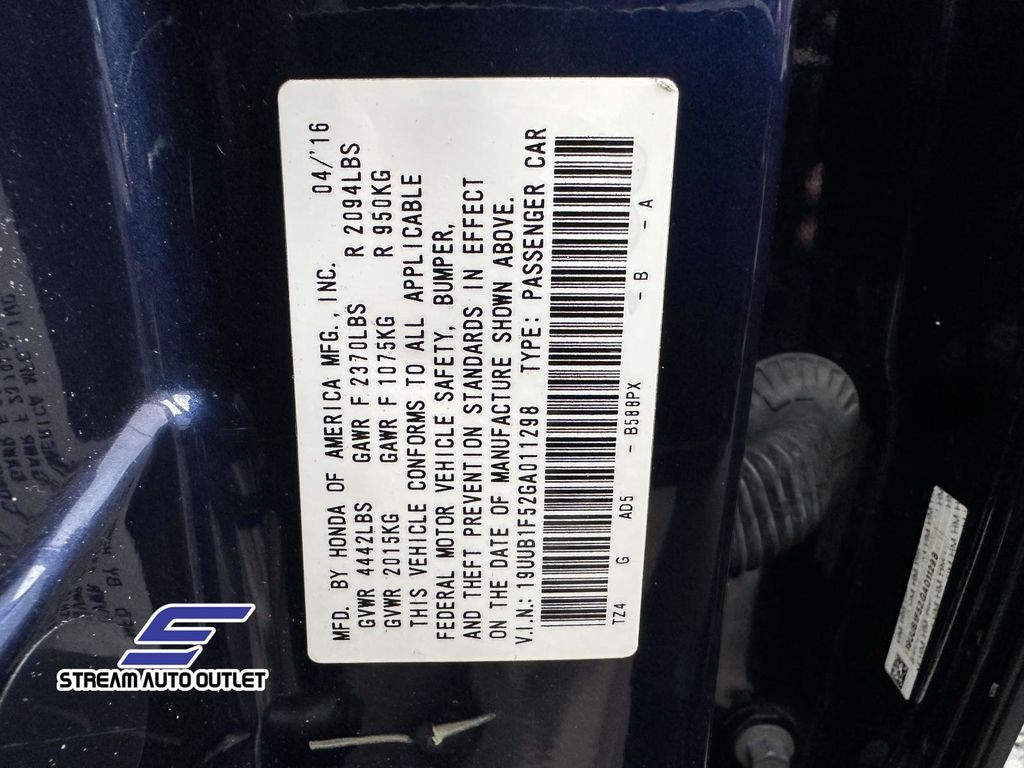 MFD. BY HONDA OF AMERICA MFG., INC. 04/'16
GVWR 4442LBS GAWR F 2370LBS R 2094LBS
GVWR 2015KG GAWR F 1075KG R 950KG
THIS VEHICLE CONFORMS TO ALL APPLICABLE
FEDERAL MOTOR VEHICLE SAFETY, BUMPER,
AND THEFT PREVENTION STANDARDS IN EFFECT
ON THE DATE OF MANUFACTURE SHOWN ABOVE.
V.I.N: 19UUB1F52GA011298 TYPE: PASSENGER CAR
G AD5 - B588PX - B - A
TZ4
STREAM AUTO OUTLET